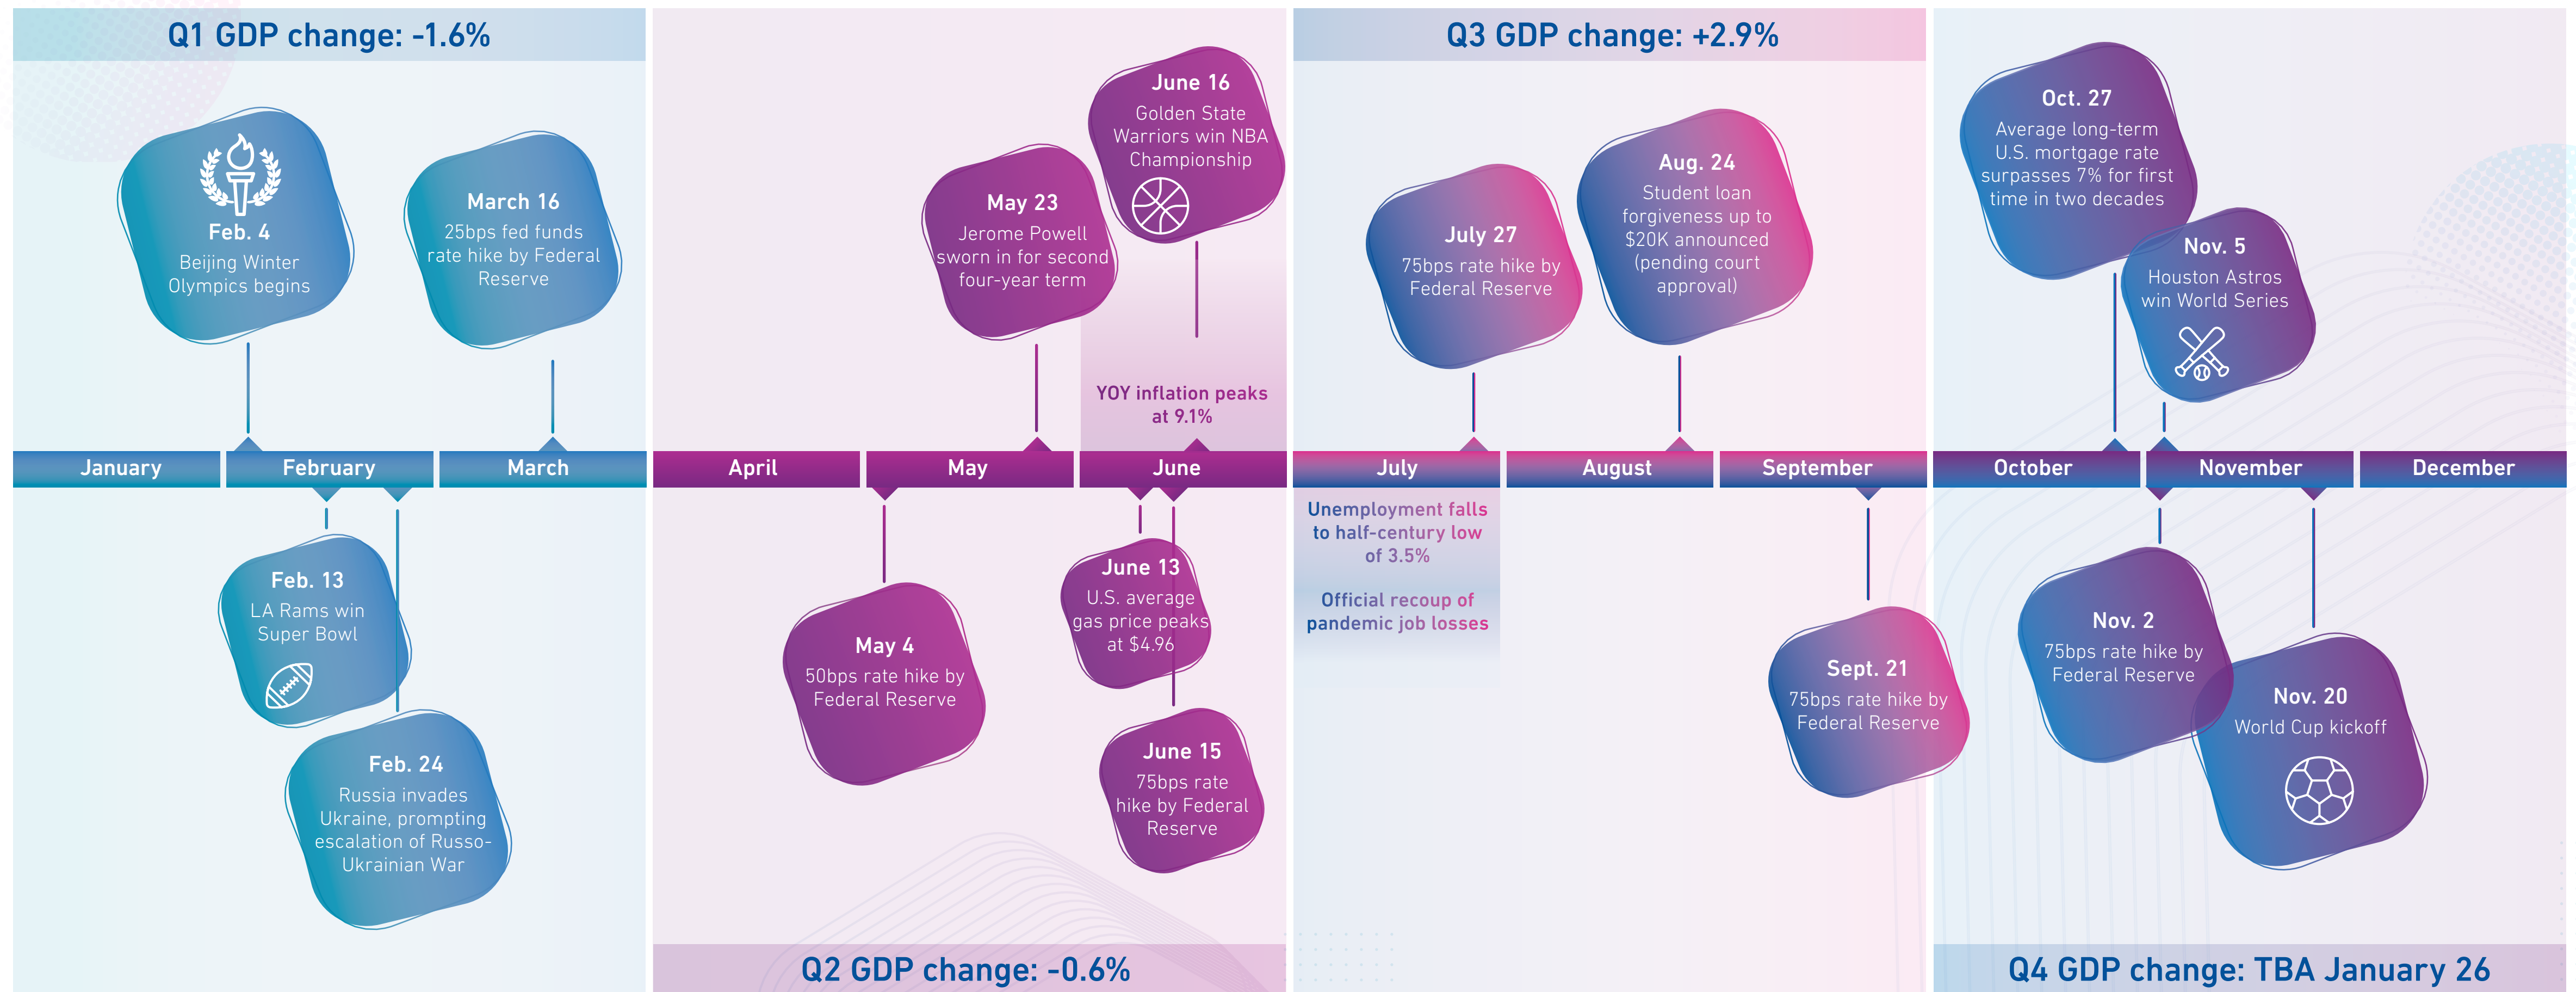 Q1 GDP change: -1.6%
Feb. 4
Beijing Winter
Olympics begins
March 16
25bps fed funds
rate hike by Federal
Reserve
January
February
March
Feb. 13
LA Rams win
Super Bowl
Feb. 24
Russia invades
Ukraine, prompting
escalation of Russo-
Ukrainian War
June 16
Golden State
Warriors win NBA
Championship
May 23
Jerome Powell
sworn in for second
four-year term
YOY inflation peaks
at 9.1%
April
May
June
May 4
50bps rate hike by
Federal Reserve
June 13
U.S. average
gas price peaks
at $4.96
June 15
75bps rate
hike by Federal
Reserve
Q2 GDP change: -0.6%
Q3 GDP change: +2.9%
July 27
75bps rate hike by
Federal Reserve
Aug. 24
Student loan
forgiveness up to
$20K announced
(pending court
approval)
July
August
September
Unemployment falls
to half-century low
of 3.5%
Official recoup of
pandemic job losses
Sept. 21
75bps rate hike by
Federal Reserve
Oct. 27
Average long-term
U.S. mortgage rate
surpasses 7% for first
time in two decades
Nov. 5
Houston Astros
win World Series
October
November
December
Nov. 2
75bps rate hike by
Federal Reserve
Nov. 20
World Cup kickoff
Q4 GDP change: TBA January 26